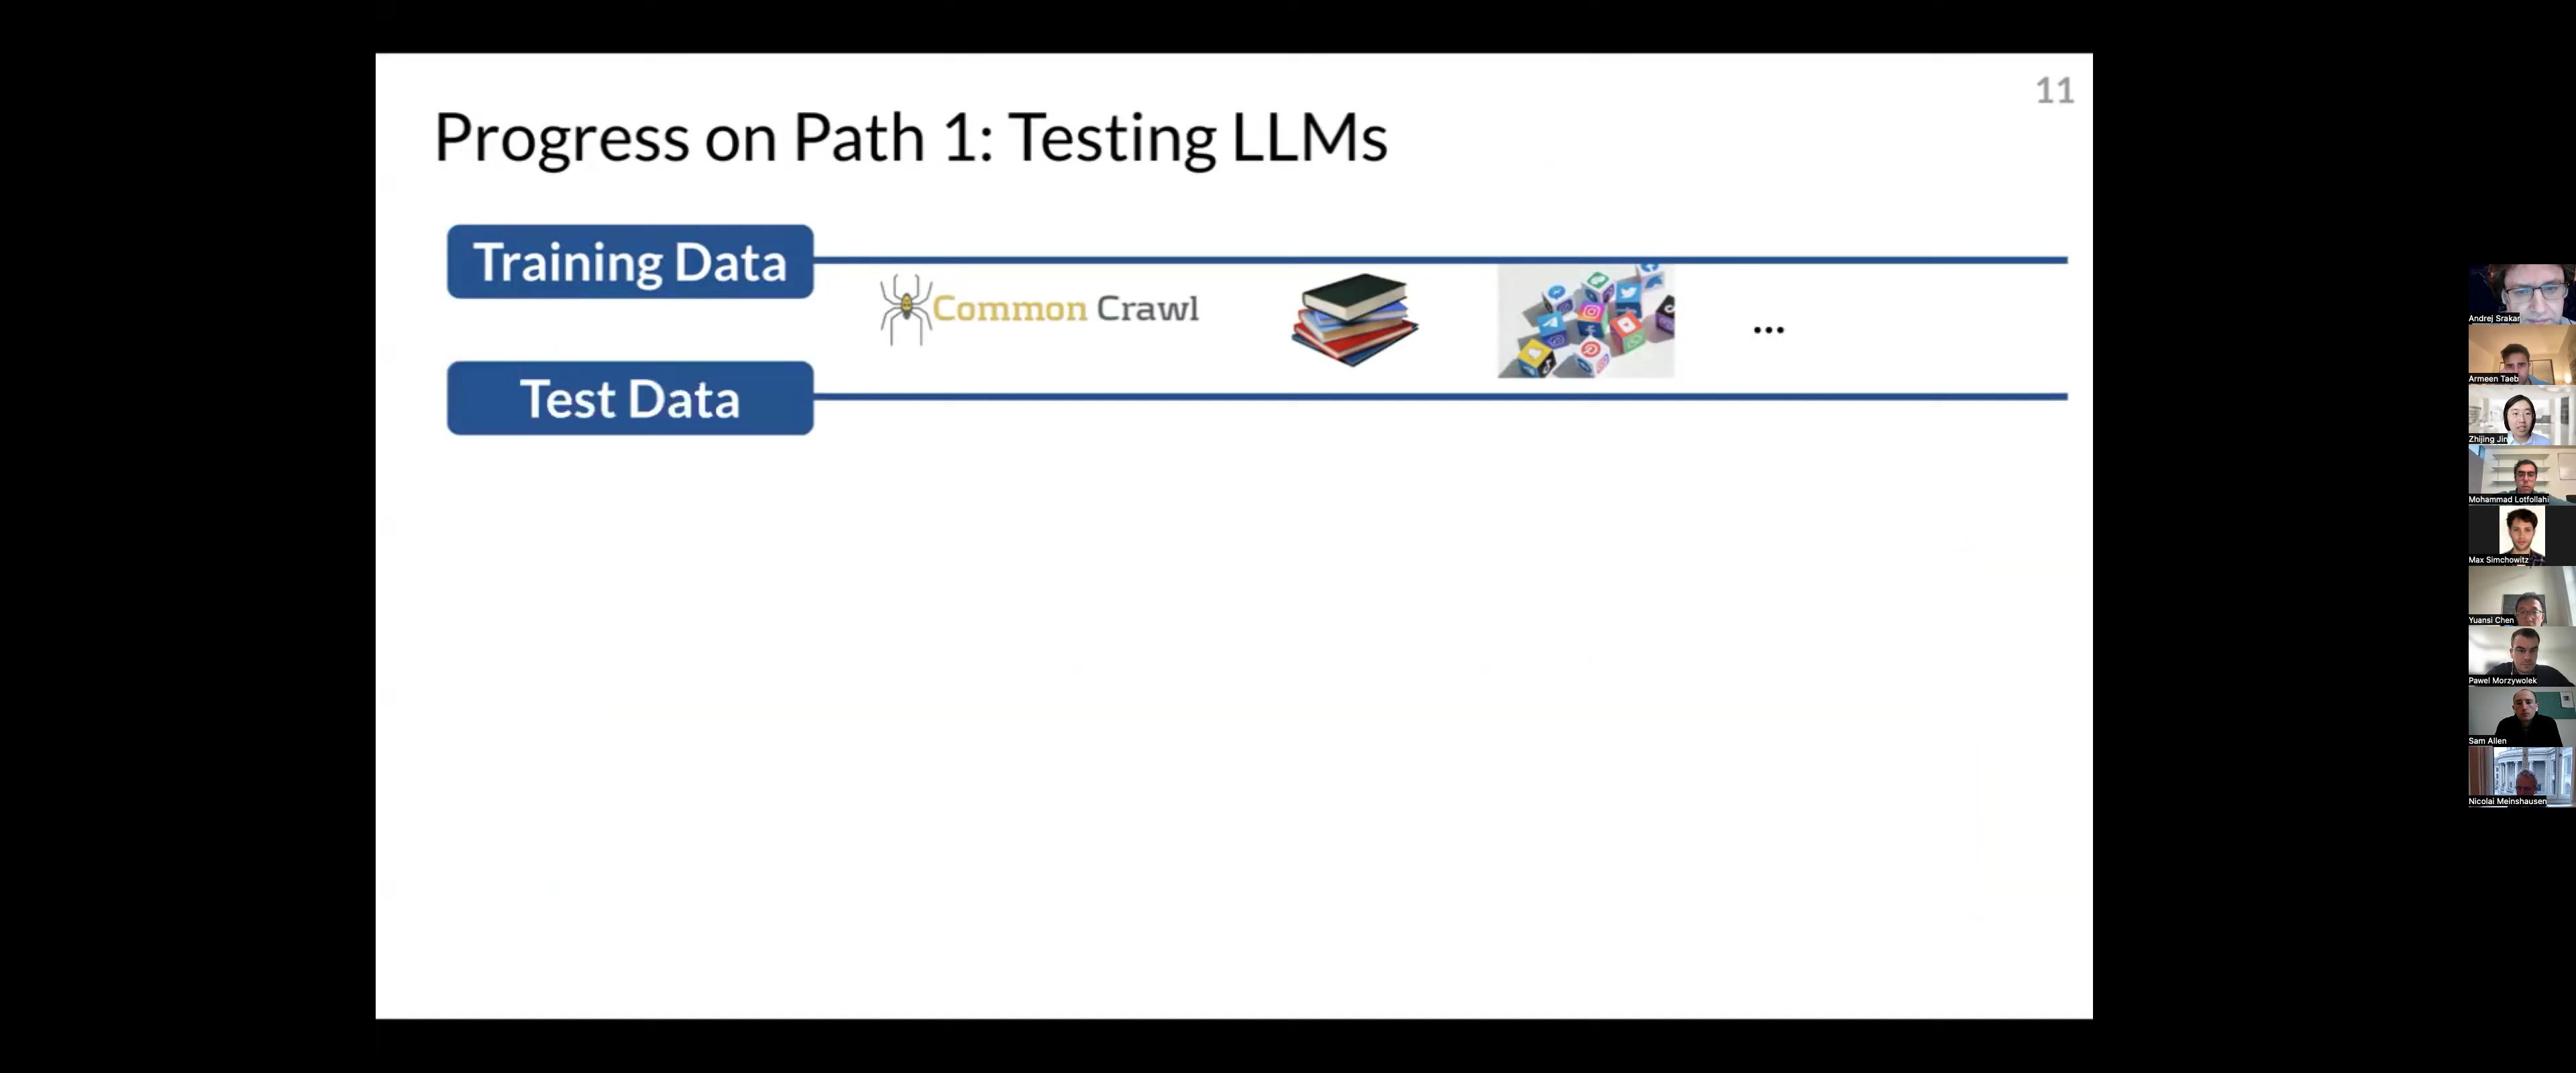 11
Progress on Path 1: Testing LLMs
Training Data
Common Crawl
...
Test Data
Andrej Srakar
Armeen Taeb
Zhijing Jin
Mohammad Lotfollahi
Max Simchowitz
Yuansi Chen
Pawel Morzywolek
Sam Allen
Nicolai Meinshausen